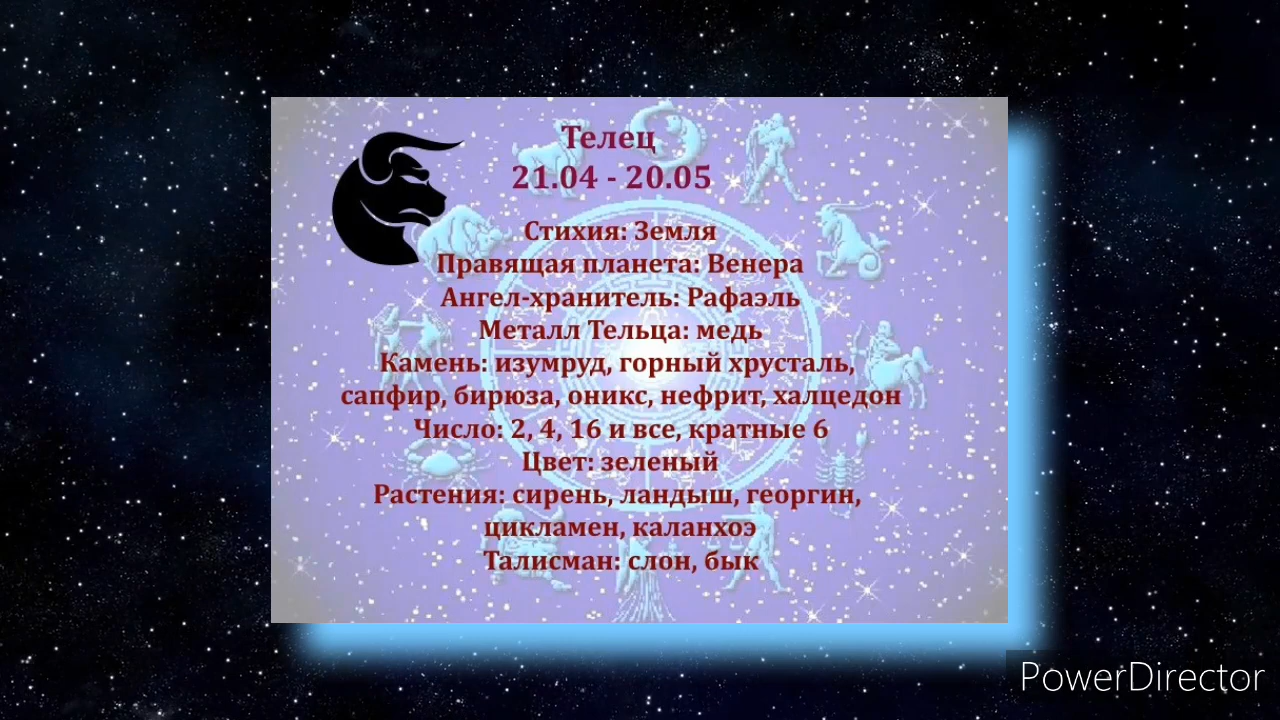 Телец
21.04 - 20.05
Стихия: Земля
Правящая планета: Венера
Ангел-хранитель: Рафаэль
Металл Тельца: медь
Камень: изумруд, горный хрусталь,
сапфир, бирюза, оникс, нефрит, халцедон
Число: 2, 4, 16 и все, кратные 6
Цвет: зеленый
Растения: сирень, ландыш, георгин,
цикламен, каланхоэ
Талисман: слон, бык
PowerDirector